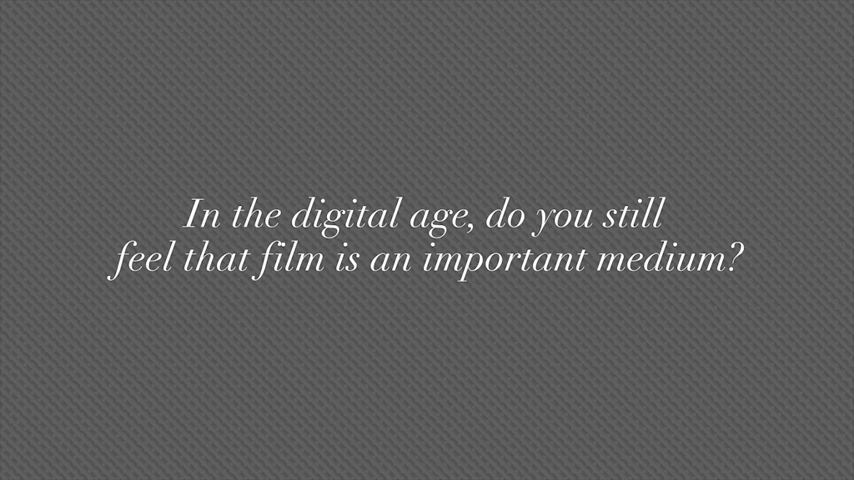 In the digital age, do you still
feel that film is an important medium?